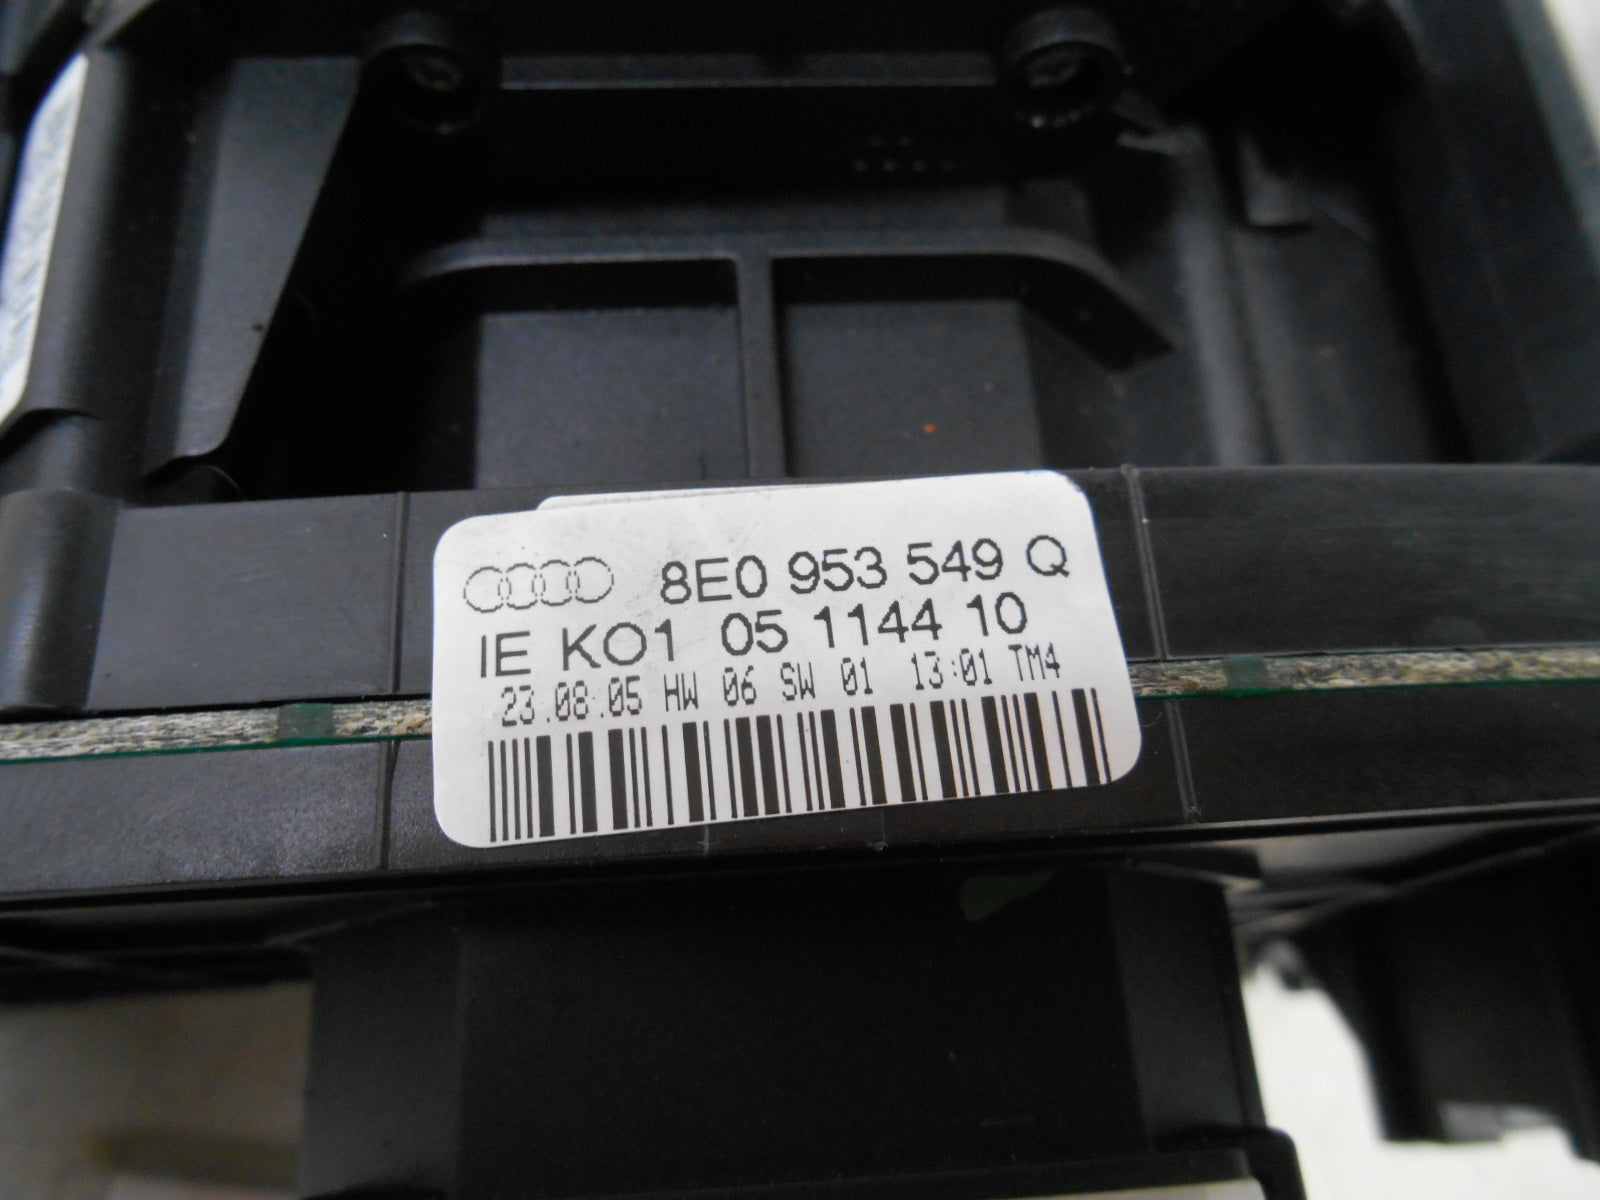 8E0 953 549 Q
IE KO1 05 1144 10
23.08.05 HW 06 SW 01 13:01 TM4